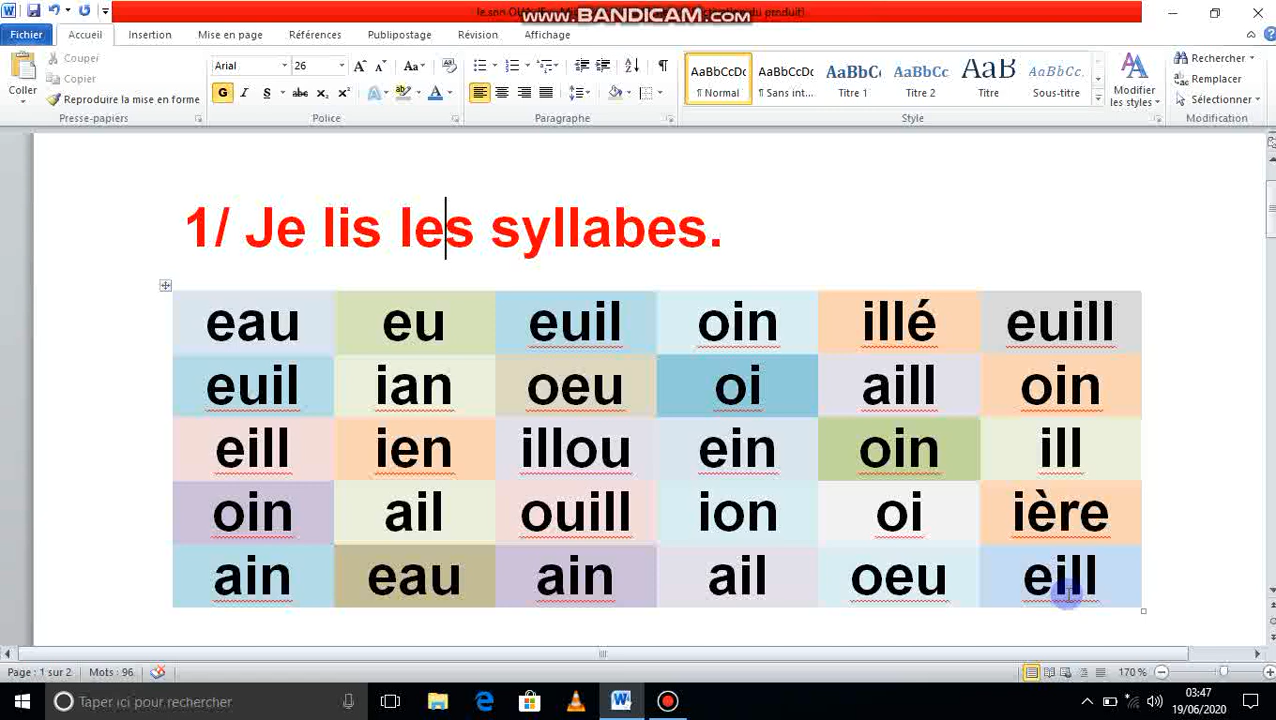 www.BANDICAM.com
Fichier Accueil Insertion Mise en page Références Publipostage Révision Affichage
Coller
Couper
Copier
Reproduire la mise en forme
Presse-papiers
Arial 26
Police
Paragraphe
AaBbCcDc AaBbCcDc AaBbC AaBbCc AaB AaBbCc.
¶ Normal ¶ Sans int... Titre 1 Titre 2 Titre Sous-titre
Style
Modifier les styles
Rechercher
Remplacer
Sélectionner
Modification
1/ Je lis les syllabes.
eau eu euil oin illé euill
euil ian oeu oi aill oin
eill ien illou ein oin ill
oin ail ouill ion oi ière
ain eau ain ail oeu eill
Page : 1 sur 2 Mots : 96 170 %
Taper ici pour rechercher
03:47
19/06/2020